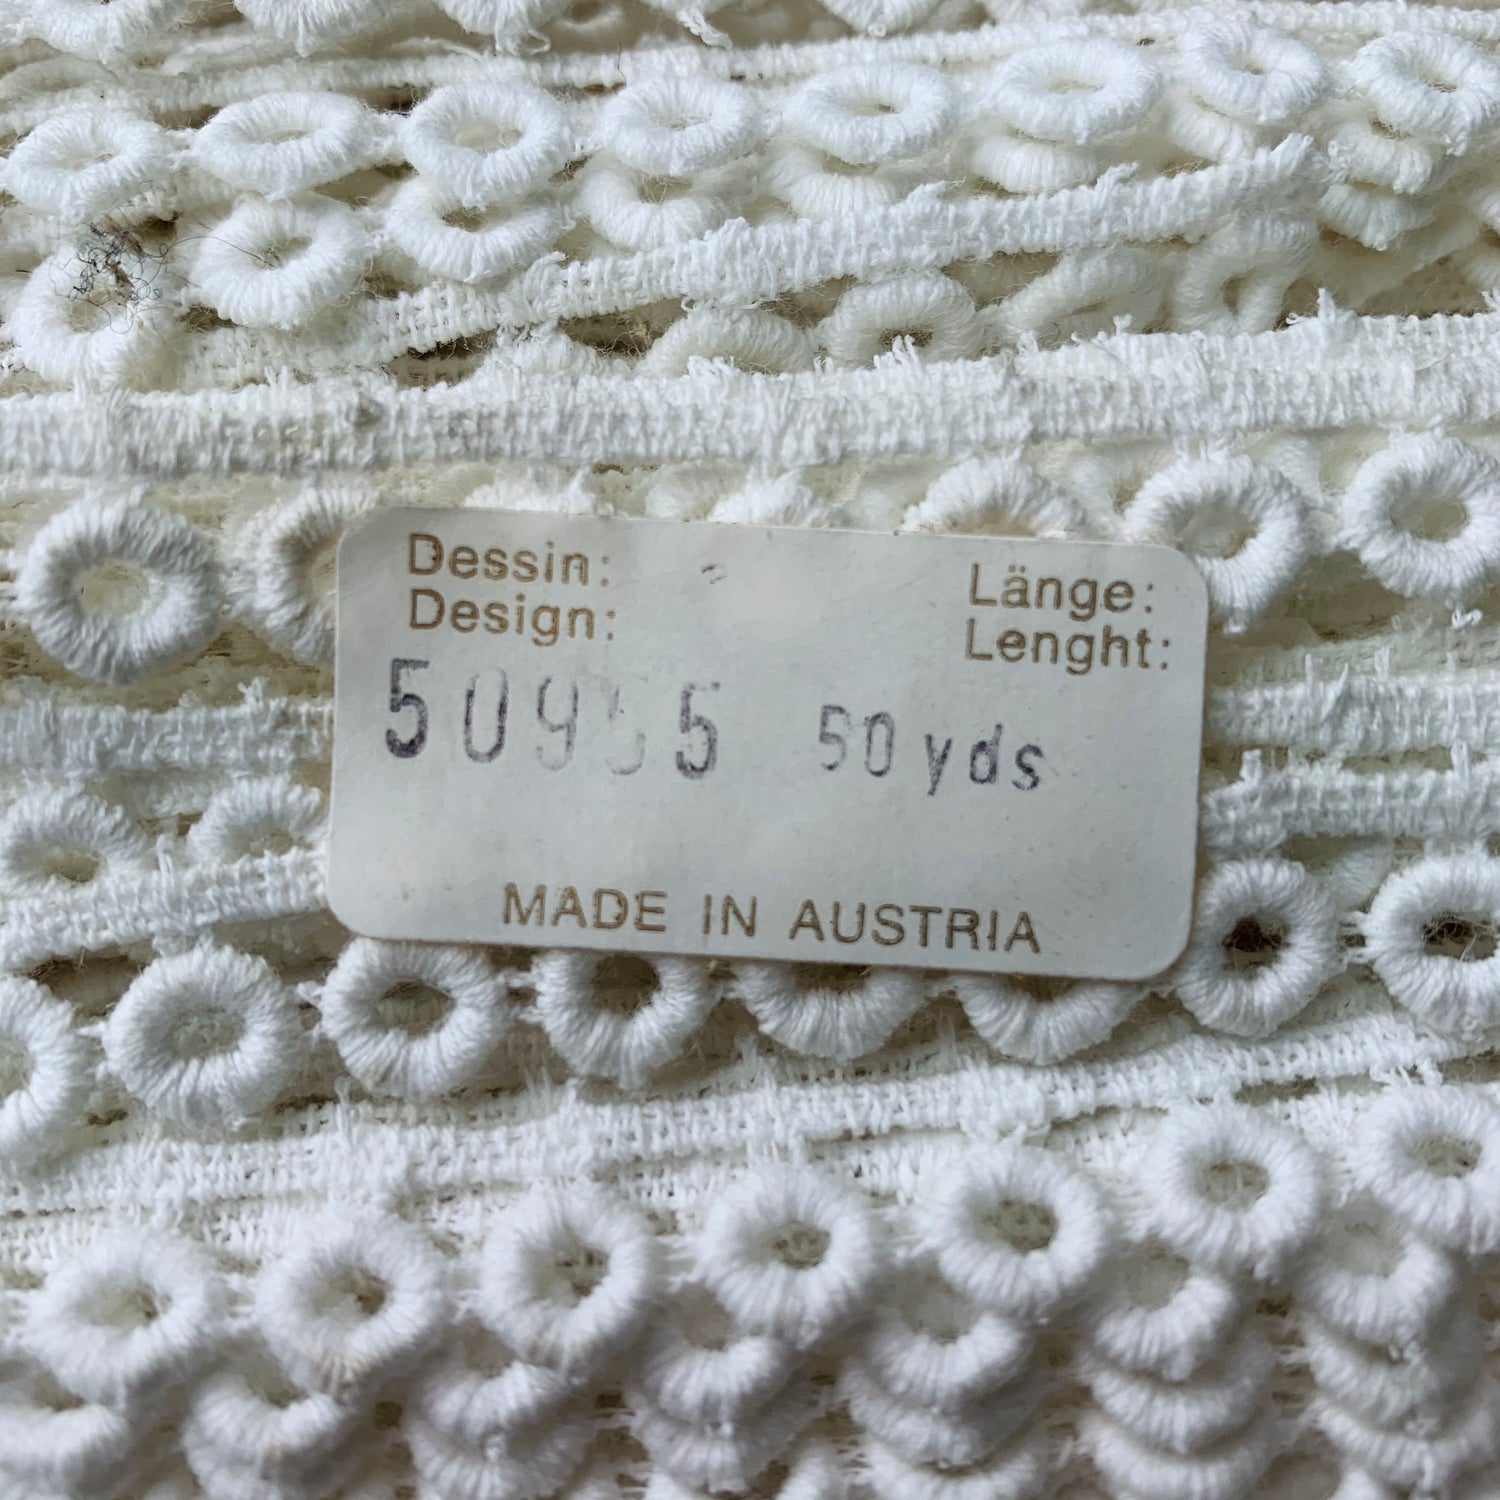 Dessin:
Design:
Länge:
Lenght:
50 yds
MADE IN AUSTRIA